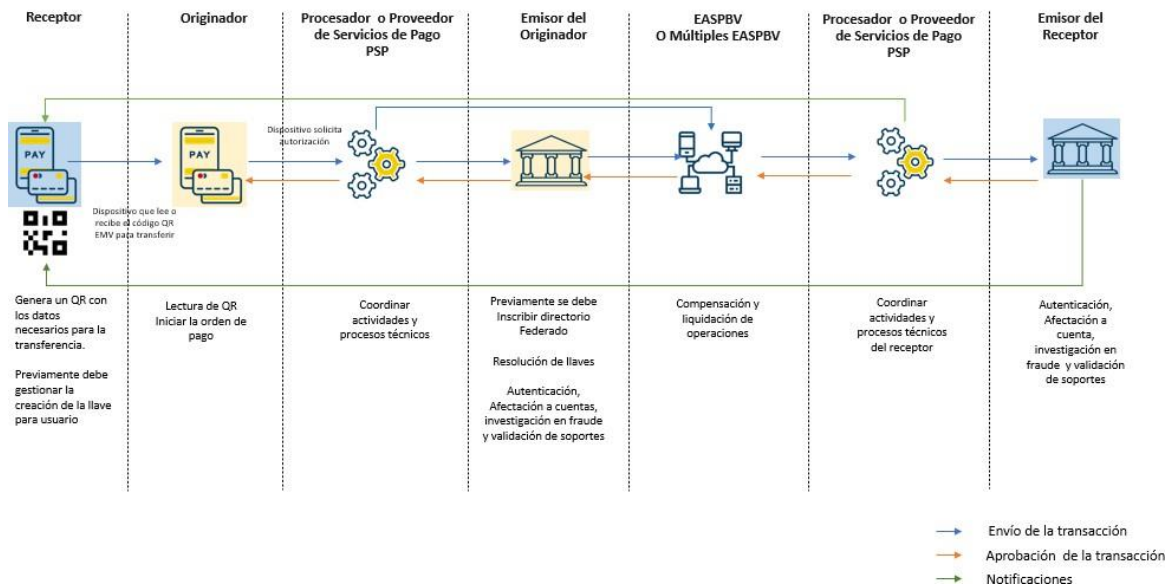 Receptor
Originador
Procesador o Proveedor
de Servicios de Pago
PSP
Emisor del
Originador
EASPBV
O Múltiples EASPBV
Procesador o Proveedor
de Servicios de Pago
PSP
Emisor del
Receptor
PAY
PAY
Dispositivo solicita
autorización
Dispositivo que lee o
recibe el código QR
EMV para transferir
Genera un QR con
los datos
necesarios para la
transferencia.
Previamente debe
gestionar la
creación de la llave
para usuario
Lectura de QR
Iniciar la orden de
pago
Coordinar
actividades y
procesos técnicos
Previamente se debe
Inscribir directorio
Federado
Resolución de llaves
Autenticación,
Afectación a cuentas,
investigación en fraude
y validación de soportes
Compensación y
liquidación de
operaciones
Coordinar
actividades y
procesos técnicos
del receptor
Autenticación,
Afectación a
cuenta,
investigación en
fraude y validación
de soportes
Envío de la transacción
Aprobación de la transacción
Notificaciones